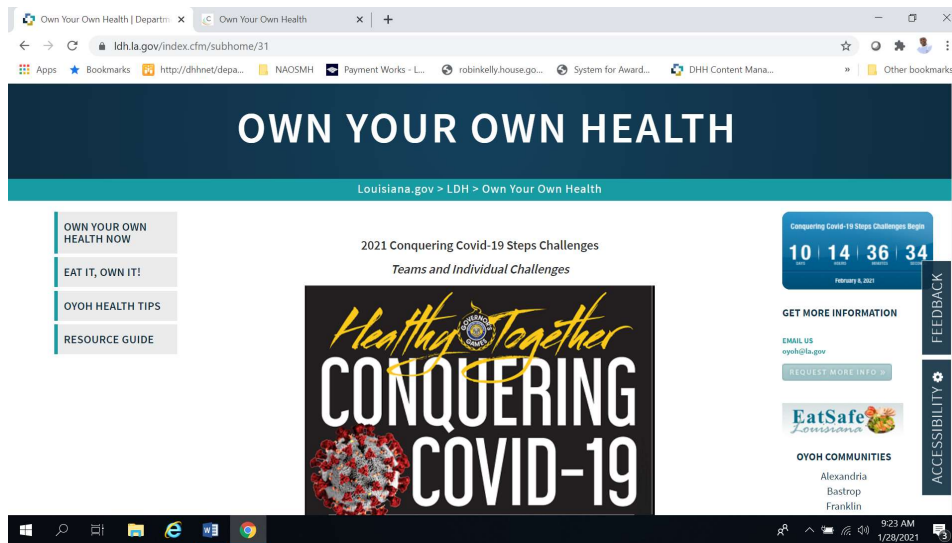 Own Your Own Health | Departm
Own Your Own Health
ldh.la.gov/index.cfm/subhome/31
Apps
Bookmarks
http://dhhnet/depa...
NAOSMH
Payment Works - L...
robinkelly.house.go...
System for Award...
DHH Content Mana...
»
Other bookmarks
OWN YOUR OWN HEALTH
Louisiana.gov > LDH > Own Your Own Health
OWN YOUR OWN
HEALTH NOW
EAT IT, OWN IT!
OYOH HEALTH TIPS
RESOURCE GUIDE
2021 Conquering Covid-19 Steps Challenges
Teams and Individual Challenges
Healthy Together
GOVERNOR'S
GAMES
CONQUERING
COVID-19
Conquering Covid-19 Steps Challenges Begin
10 14 36 34
DAYS HOURS MINUTES
February 8, 2021
GET MORE INFORMATION
EMAIL US
oyoh@la.gov
REQUEST MORE INFO >
EatSafe
Louisiana
OYOH COMMUNITIES
Alexandria
Bastrop
Franklin
FEEDBACK
ACCESSIBILITY
9:23 AM
1/28/2021
3